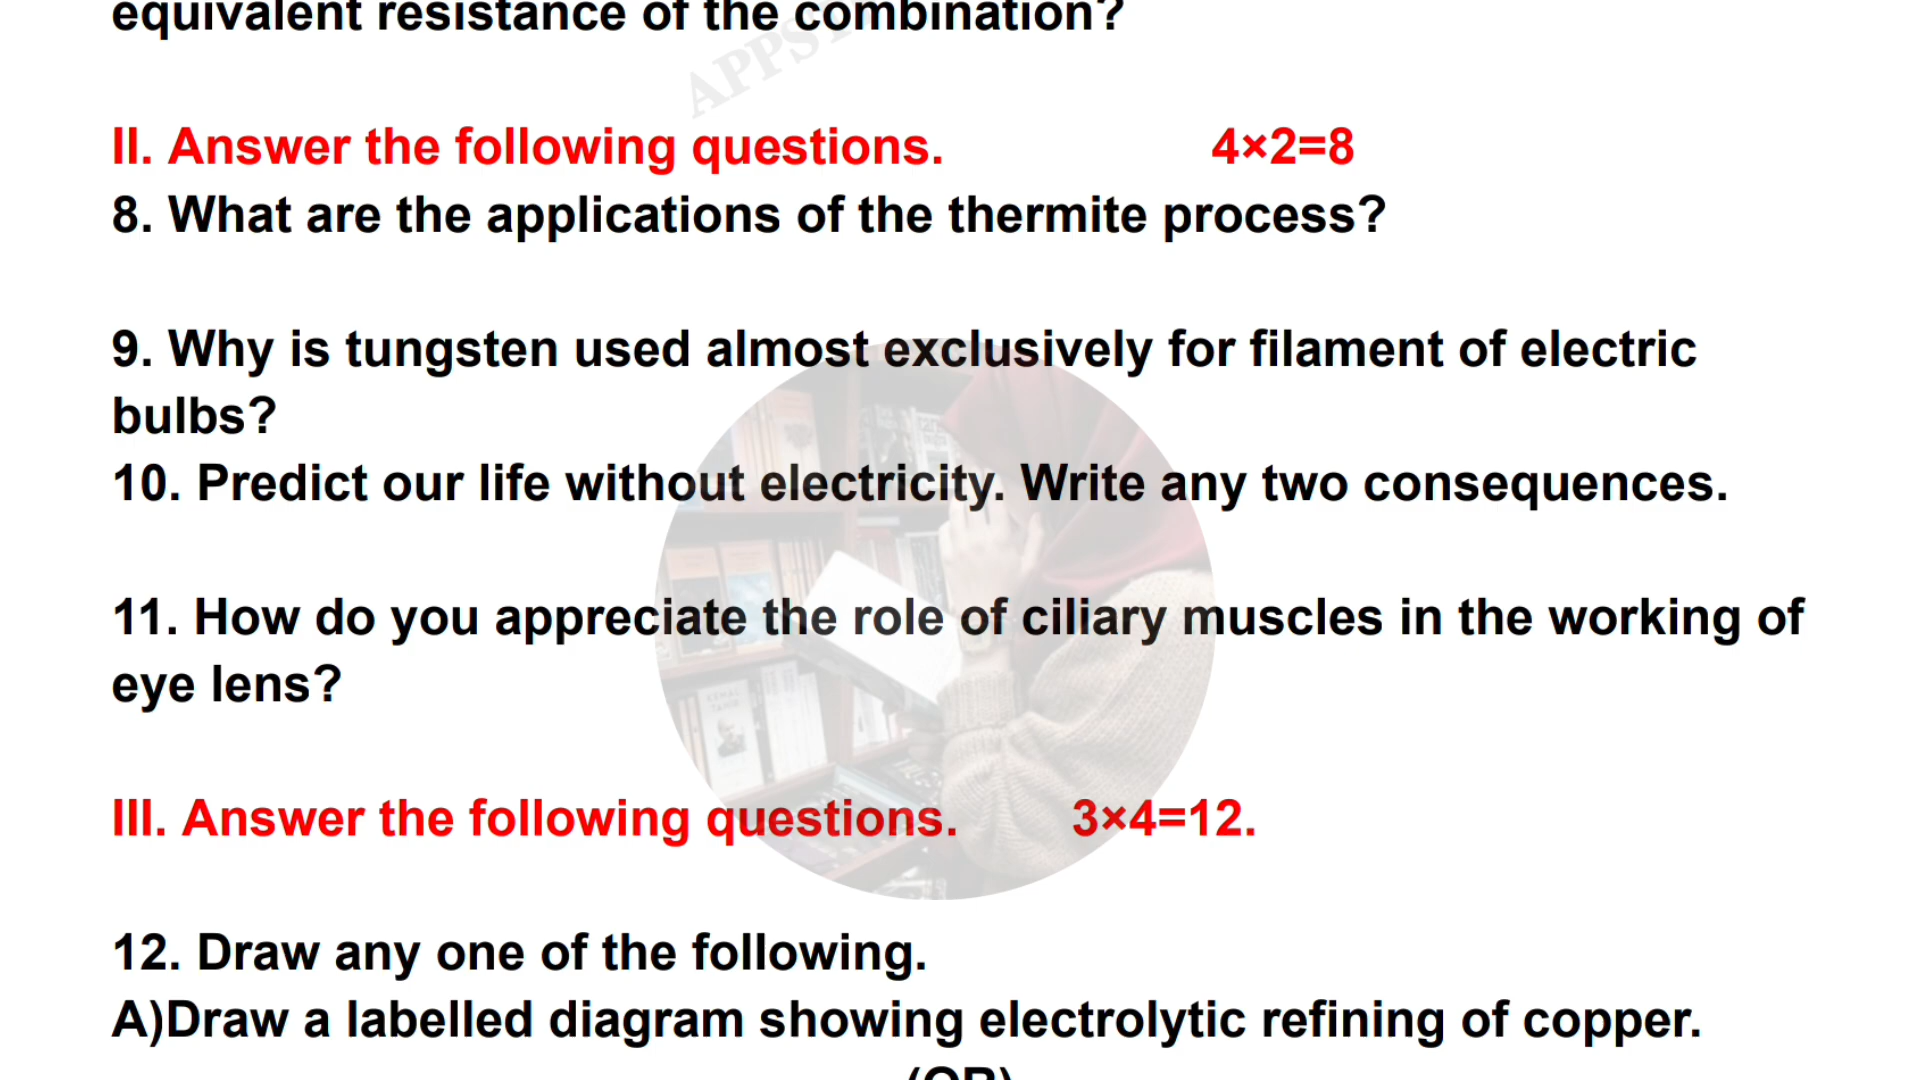 equivalent resistance of the combination?
APPS
II. Answer the following questions. 4×2=8
8. What are the applications of the thermite process?
9. Why is tungsten used almost exclusively for filament of electric
bulbs?
10. Predict our life without electricity. Write any two consequences.
11. How do you appreciate the role of ciliary muscles in the working of
eye lens?
III. Answer the following questions. 3×4=12.
12. Draw any one of the following.
A)Draw a labelled diagram showing electrolytic refining of copper.
(OR)